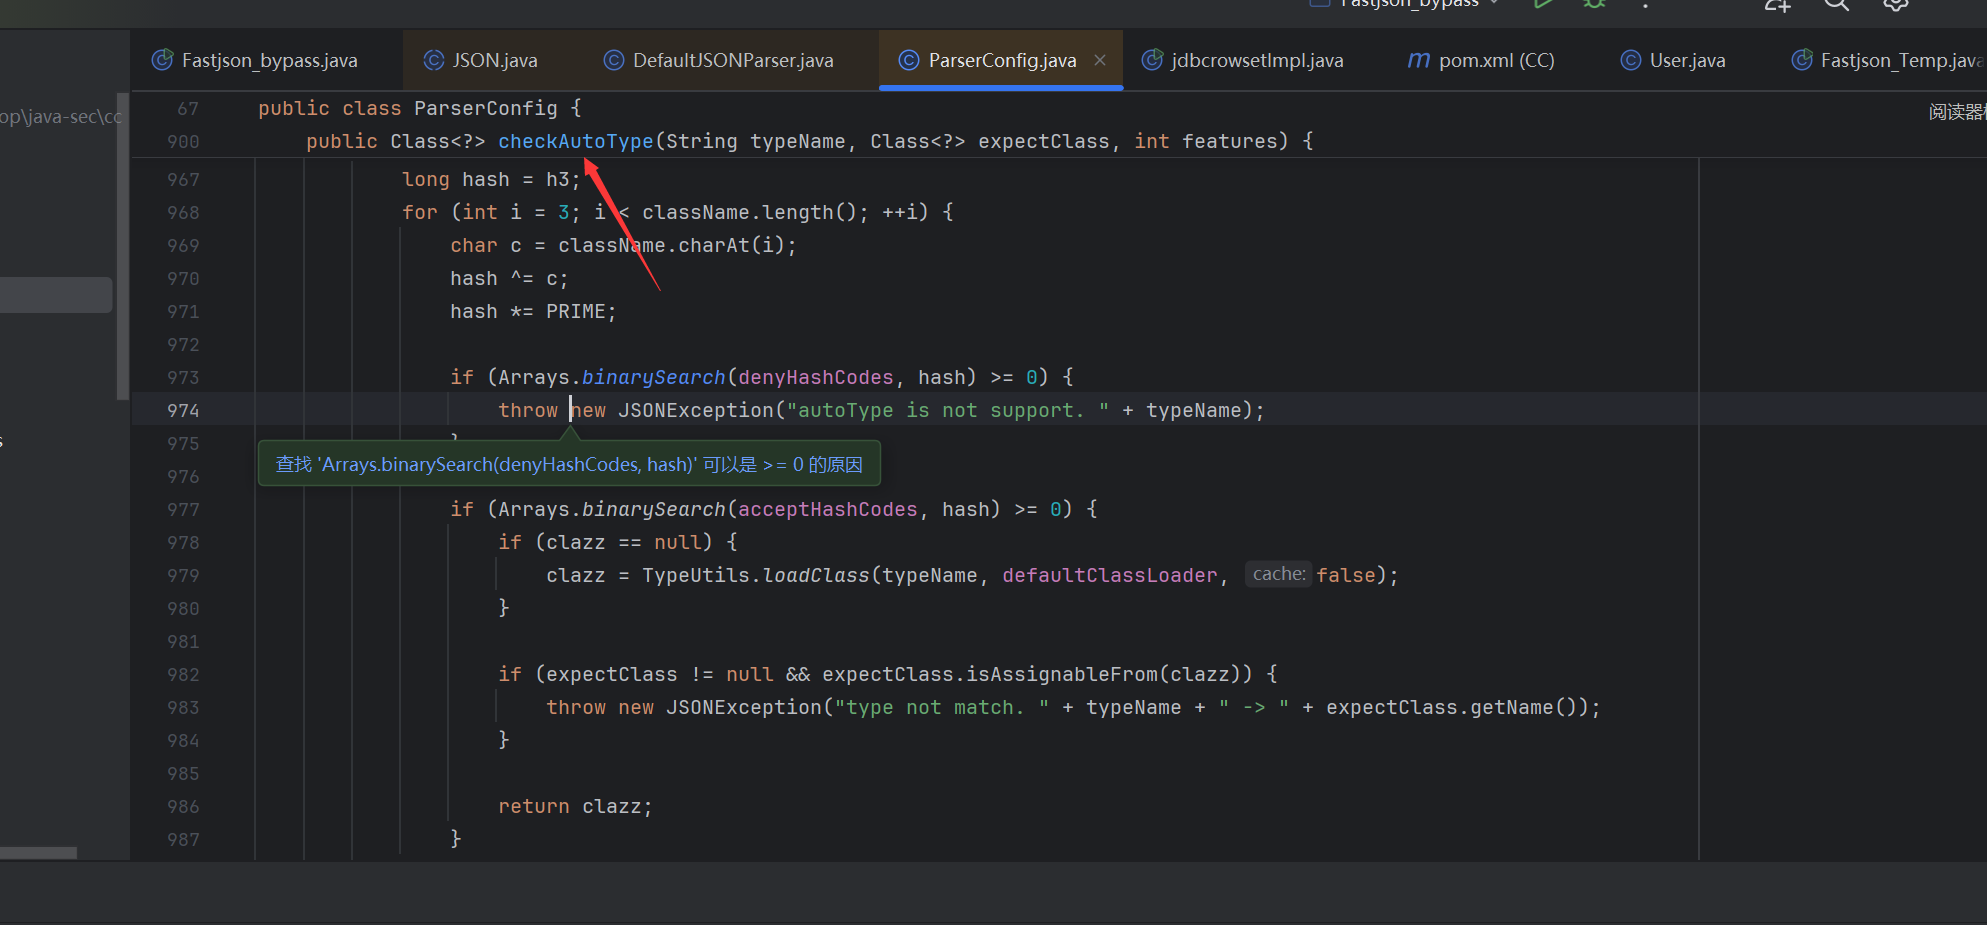 Fastjson_bypass
Fastjson_bypass.java JSON.java DefaultJSONParser.java ParserConfig.java jdbcrowsetImpl.java pom.xml (CC) User.java Fastjson_Temp.java
op\java-sec\cc
阅读器
67 public class ParserConfig {
900 public Class<?> checkAutoType(String typeName, Class<?> expectClass, int features) {
967 long hash = h3;
968 for (int i = 3; i < className.length(); ++i) {
969 char c = className.charAt(i);
970 hash ^= c;
971 hash *= PRIME;
972
973 if (Arrays.binarySearch(denyHashCodes, hash) >= 0) {
974 throw new JSONException("autoType is not support. " + typeName);
975 }
查找 'Arrays.binarySearch(denyHashCodes, hash)' 可以是 >= 0 的原因
976
977 if (Arrays.binarySearch(acceptHashCodes, hash) >= 0) {
978 if (clazz == null) {
979 clazz = TypeUtils.loadClass(typeName, defaultClassLoader, cache: false);
980 }
981
982 if (expectClass != null && expectClass.isAssignableFrom(clazz)) {
983 throw new JSONException("type not match. " + typeName + " -> " + expectClass.getName());
984 }
985
986 return clazz;
987 }